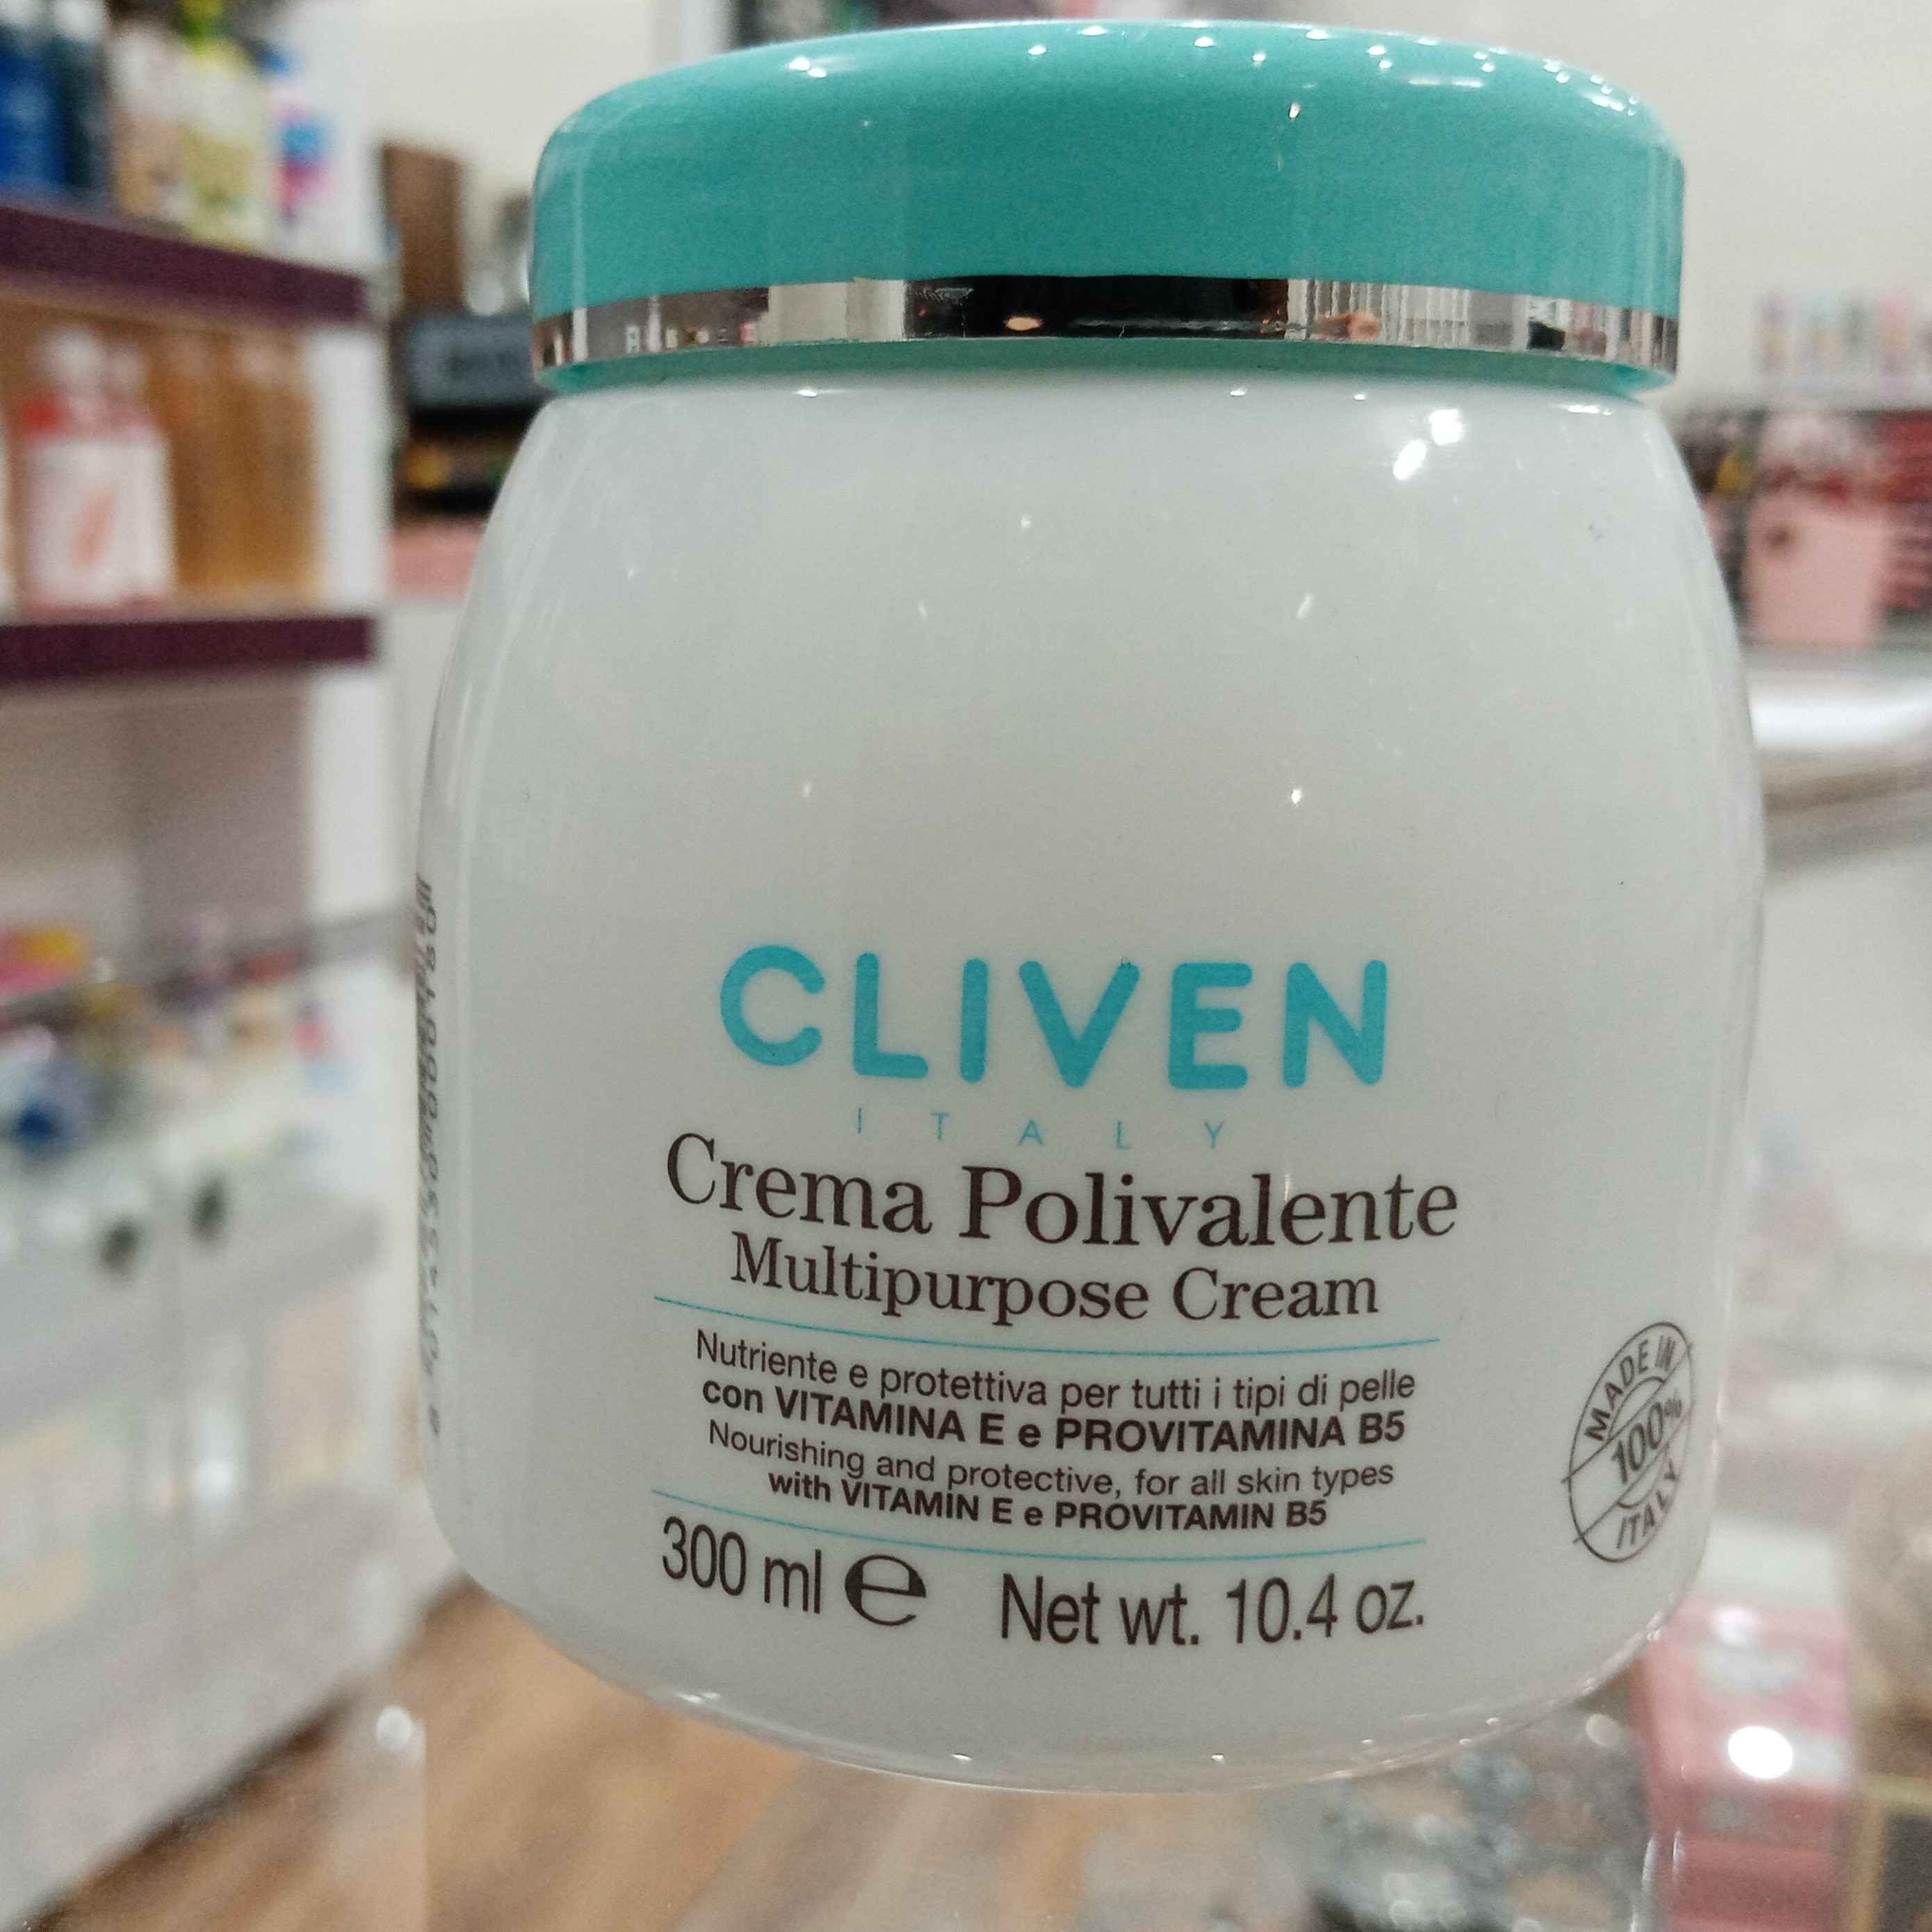 CLIVEN
ITALY
Crema Polivalente
Multipurpose Cream
Nutriente e protettiva per tutti i tipi di pelle
con VITAMINA E e PROVITAMINA B5
Nourishing and protective, for all skin types
with VITAMIN E e PROVITAMIN B5
300 ml e Net wt. 10.4 oz.
MADE IN
100%
ITALY